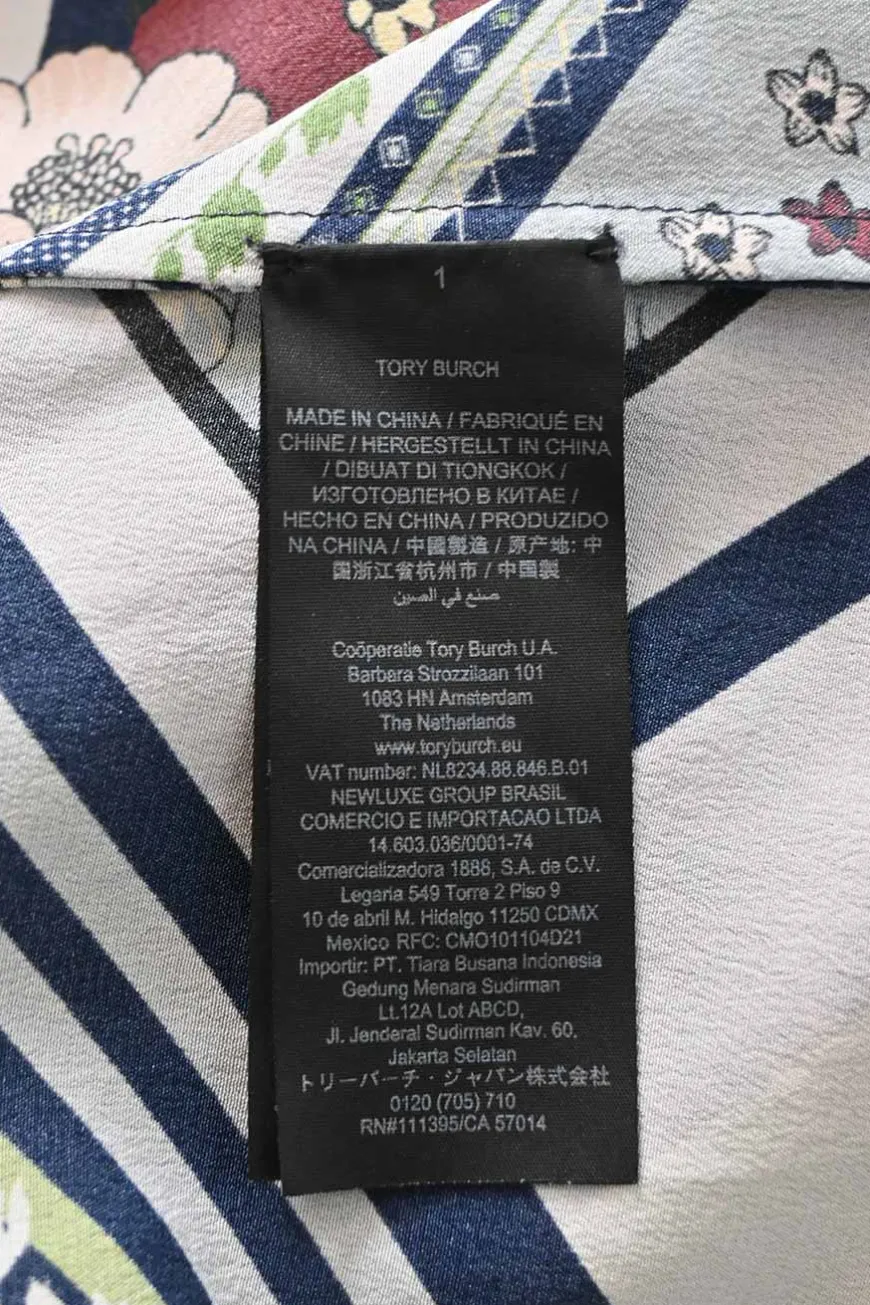 1
TORY BURCH
MADE IN CHINA / FABRIQUÉ EN
CHINE / HERGESTELLT IN CHINA
/ DIBUAT DI TIONGKOK /
ИЗГОТОВЛЕНО В КИТАЕ /
HECHO EN CHINA / PRODUZIDO
NA CHINA / 中國製造 / 原产地: 中
国浙江省杭州市 / 中国製
صنع في الصين
Coöperatie Tory Burch U.A.
Barbara Strozzilaan 101
1083 HN Amsterdam
The Netherlands
www.toryburch.eu
VAT number: NL8234.88.846.B.01
NEWLUXE GROUP BRASIL
COMERCIO E IMPORTACAO LTDA
14.603.036/0001-74
Comercializadora 1888, S.A. de C.V.
Legaria 549 Torre 2 Piso 9
10 de abril M. Hidalgo 11250 CDMX
Mexico RFC: CMO101104D21
Importir: PT. Tiara Busana Indonesia
Gedung Menara Sudirman
Lt.12A Lot ABCD,
Jl. Jenderal Sudirman Kav. 60.
Jakarta Selatan
トリーバーチ・ジャパン株式会社
0120 (705) 710
RN#111395/CA 57014